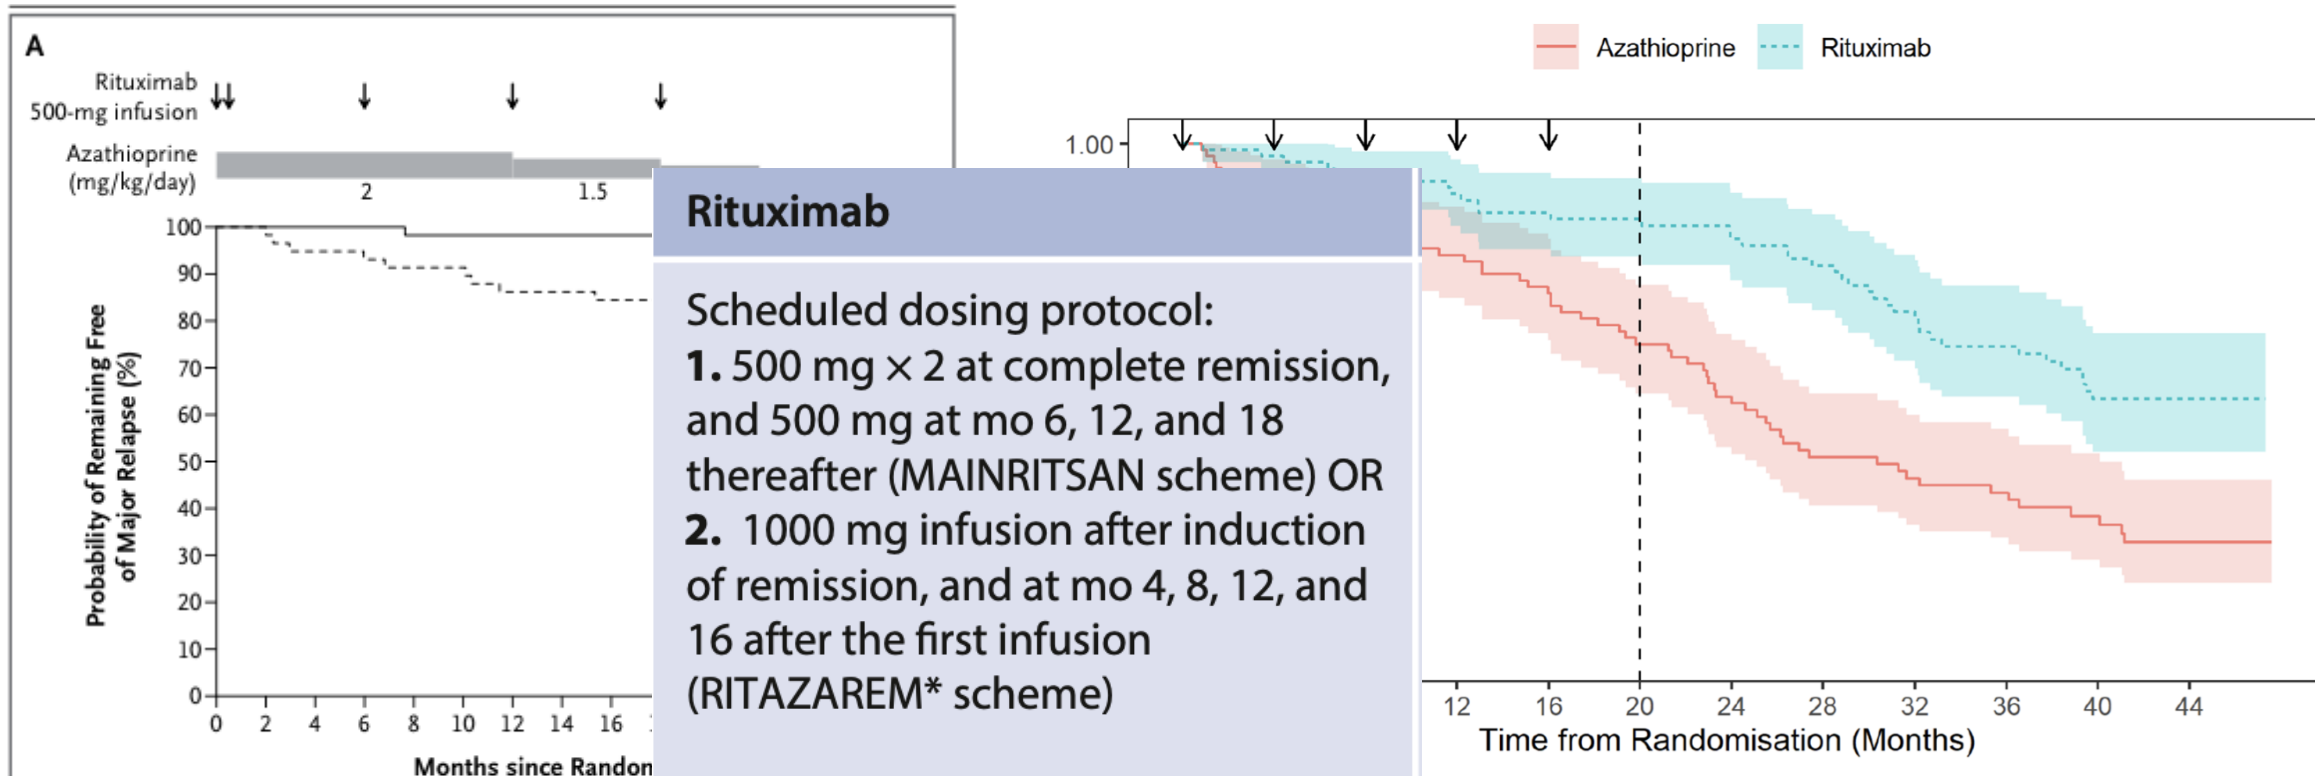 A
Rituximab
500-mg infusion
Azathioprine
(mg/kg/day)
2
1.5
100
90
80
70
60
50
40
30
20
10
0
Probability of Remaining Free
of Major Relapse (%)
0 2 4 6 8 10 12 14 16
Months since Random
Rituximab
Scheduled dosing protocol:
1. 500 mg × 2 at complete remission,
and 500 mg at mo 6, 12, and 18
thereafter (MAINRITSAN scheme) OR
2. 1000 mg infusion after induction
of remission, and at mo 4, 8, 12, and
16 after the first infusion
(RITAZAREM* scheme)
Azathioprine Rituximab
1.00
12 16 20 24 28 32 36 40 44
Time from Randomisation (Months)